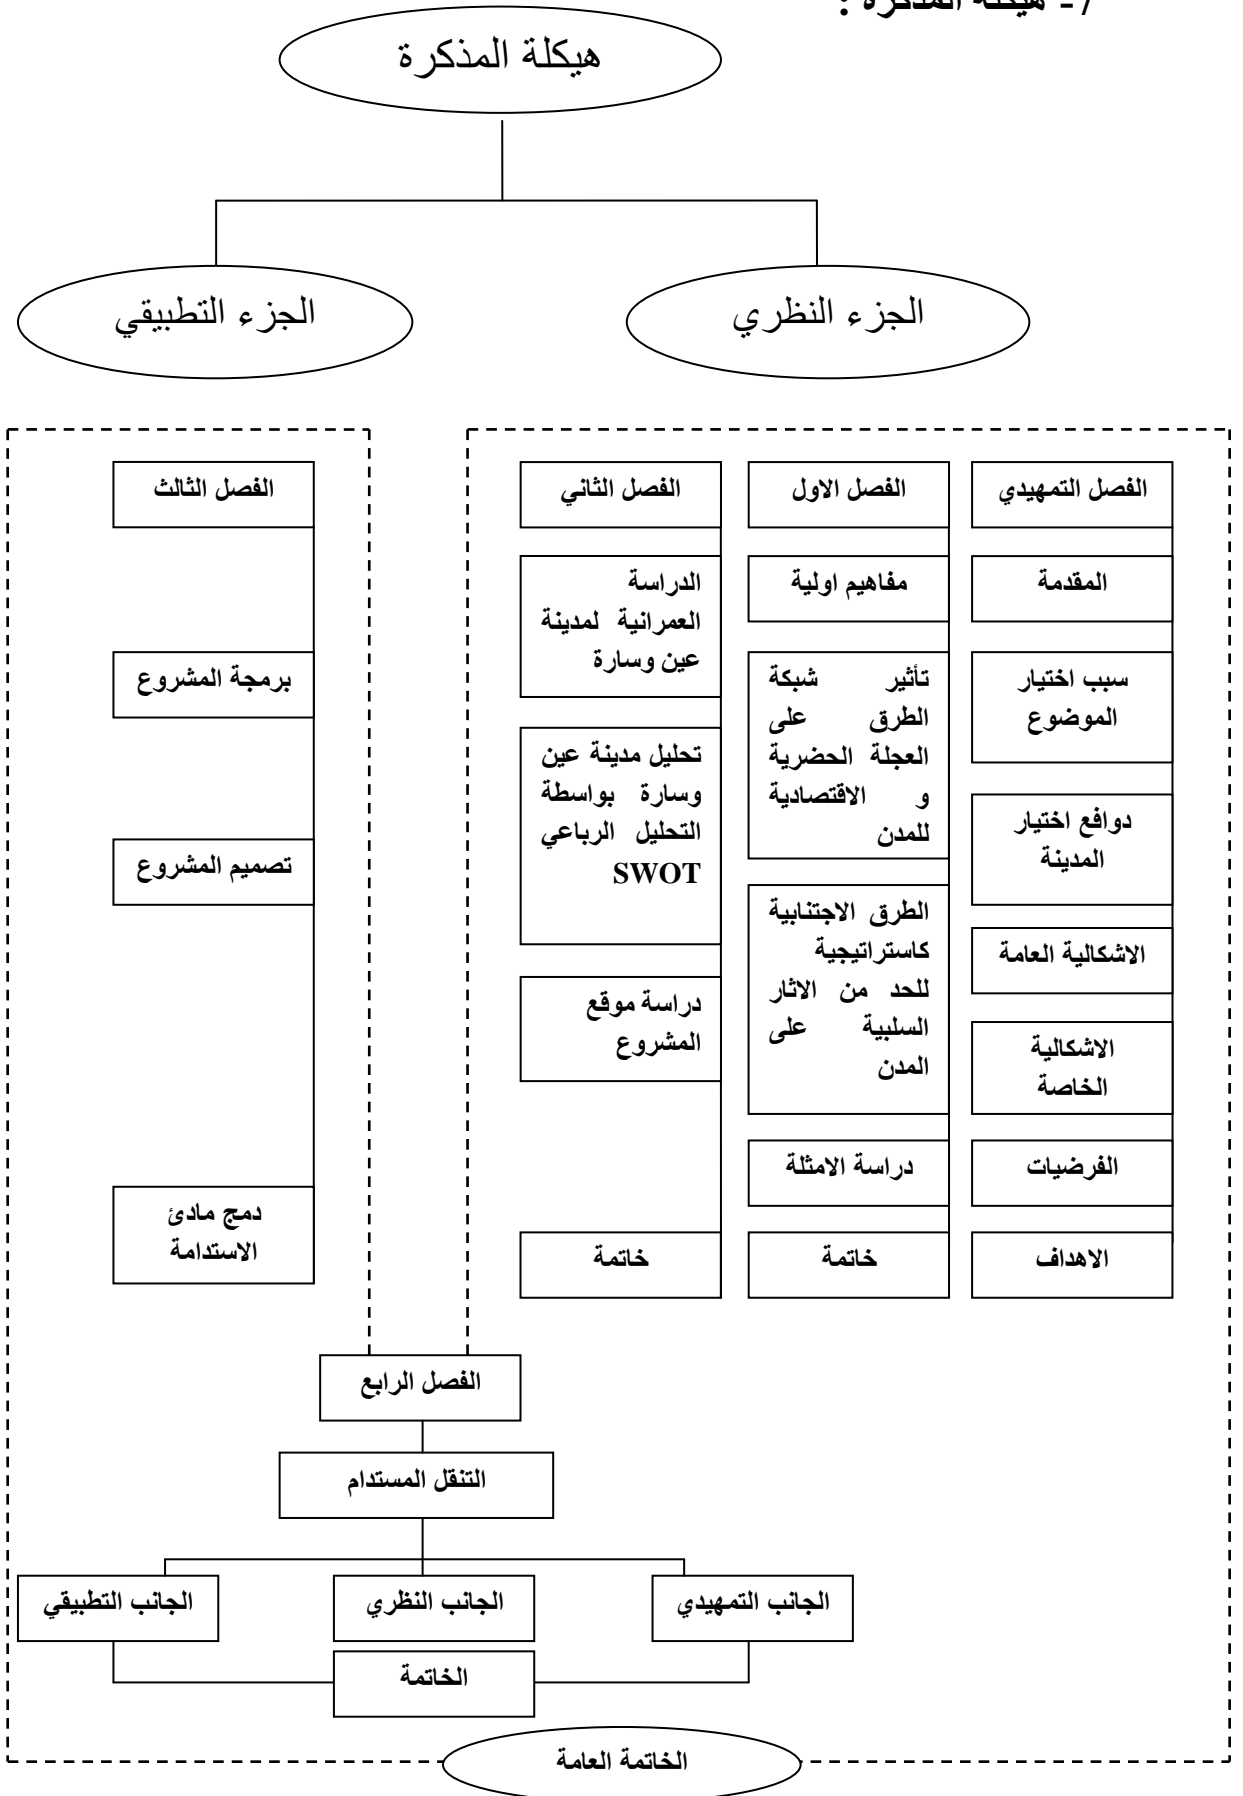 7- هيكلة المذكرة :
هيكلة المذكرة
الجزء النظري
الجزء التطبيقي
الفصل التمهيدي
المقدمة
سبب اختيار
الموضوع
دوافع اختيار
المدينة
الاشكالية العامة
الاشكالية
الخاصة
الفرضيات
الاهداف
الفصل الاول
مفاهيم اولية
تأثير شبكة
الطرق على
العجلة الحضرية
و الاقتصادية
للمدن
الطرق الاجتنابية
كاستراتيجية
للحد من الاثار
السلبية على
المدن
دراسة الامثلة
خاتمة
الفصل الثاني
الدراسة
العمرانية لمدينة
عين وسارة
تحليل مدينة عين
وسارة بواسطة
التحليل الرباعي
SWOT
دراسة موقع
المشروع
خاتمة
الفصل الثالث
برمجة المشروع
تصميم المشروع
دمج مادئ
الاستدامة
الفصل الرابع
التنقل المستدام
الجانب التمهيدي
الجانب النظري
الجانب التطبيقي
الخاتمة
الخاتمة العامة